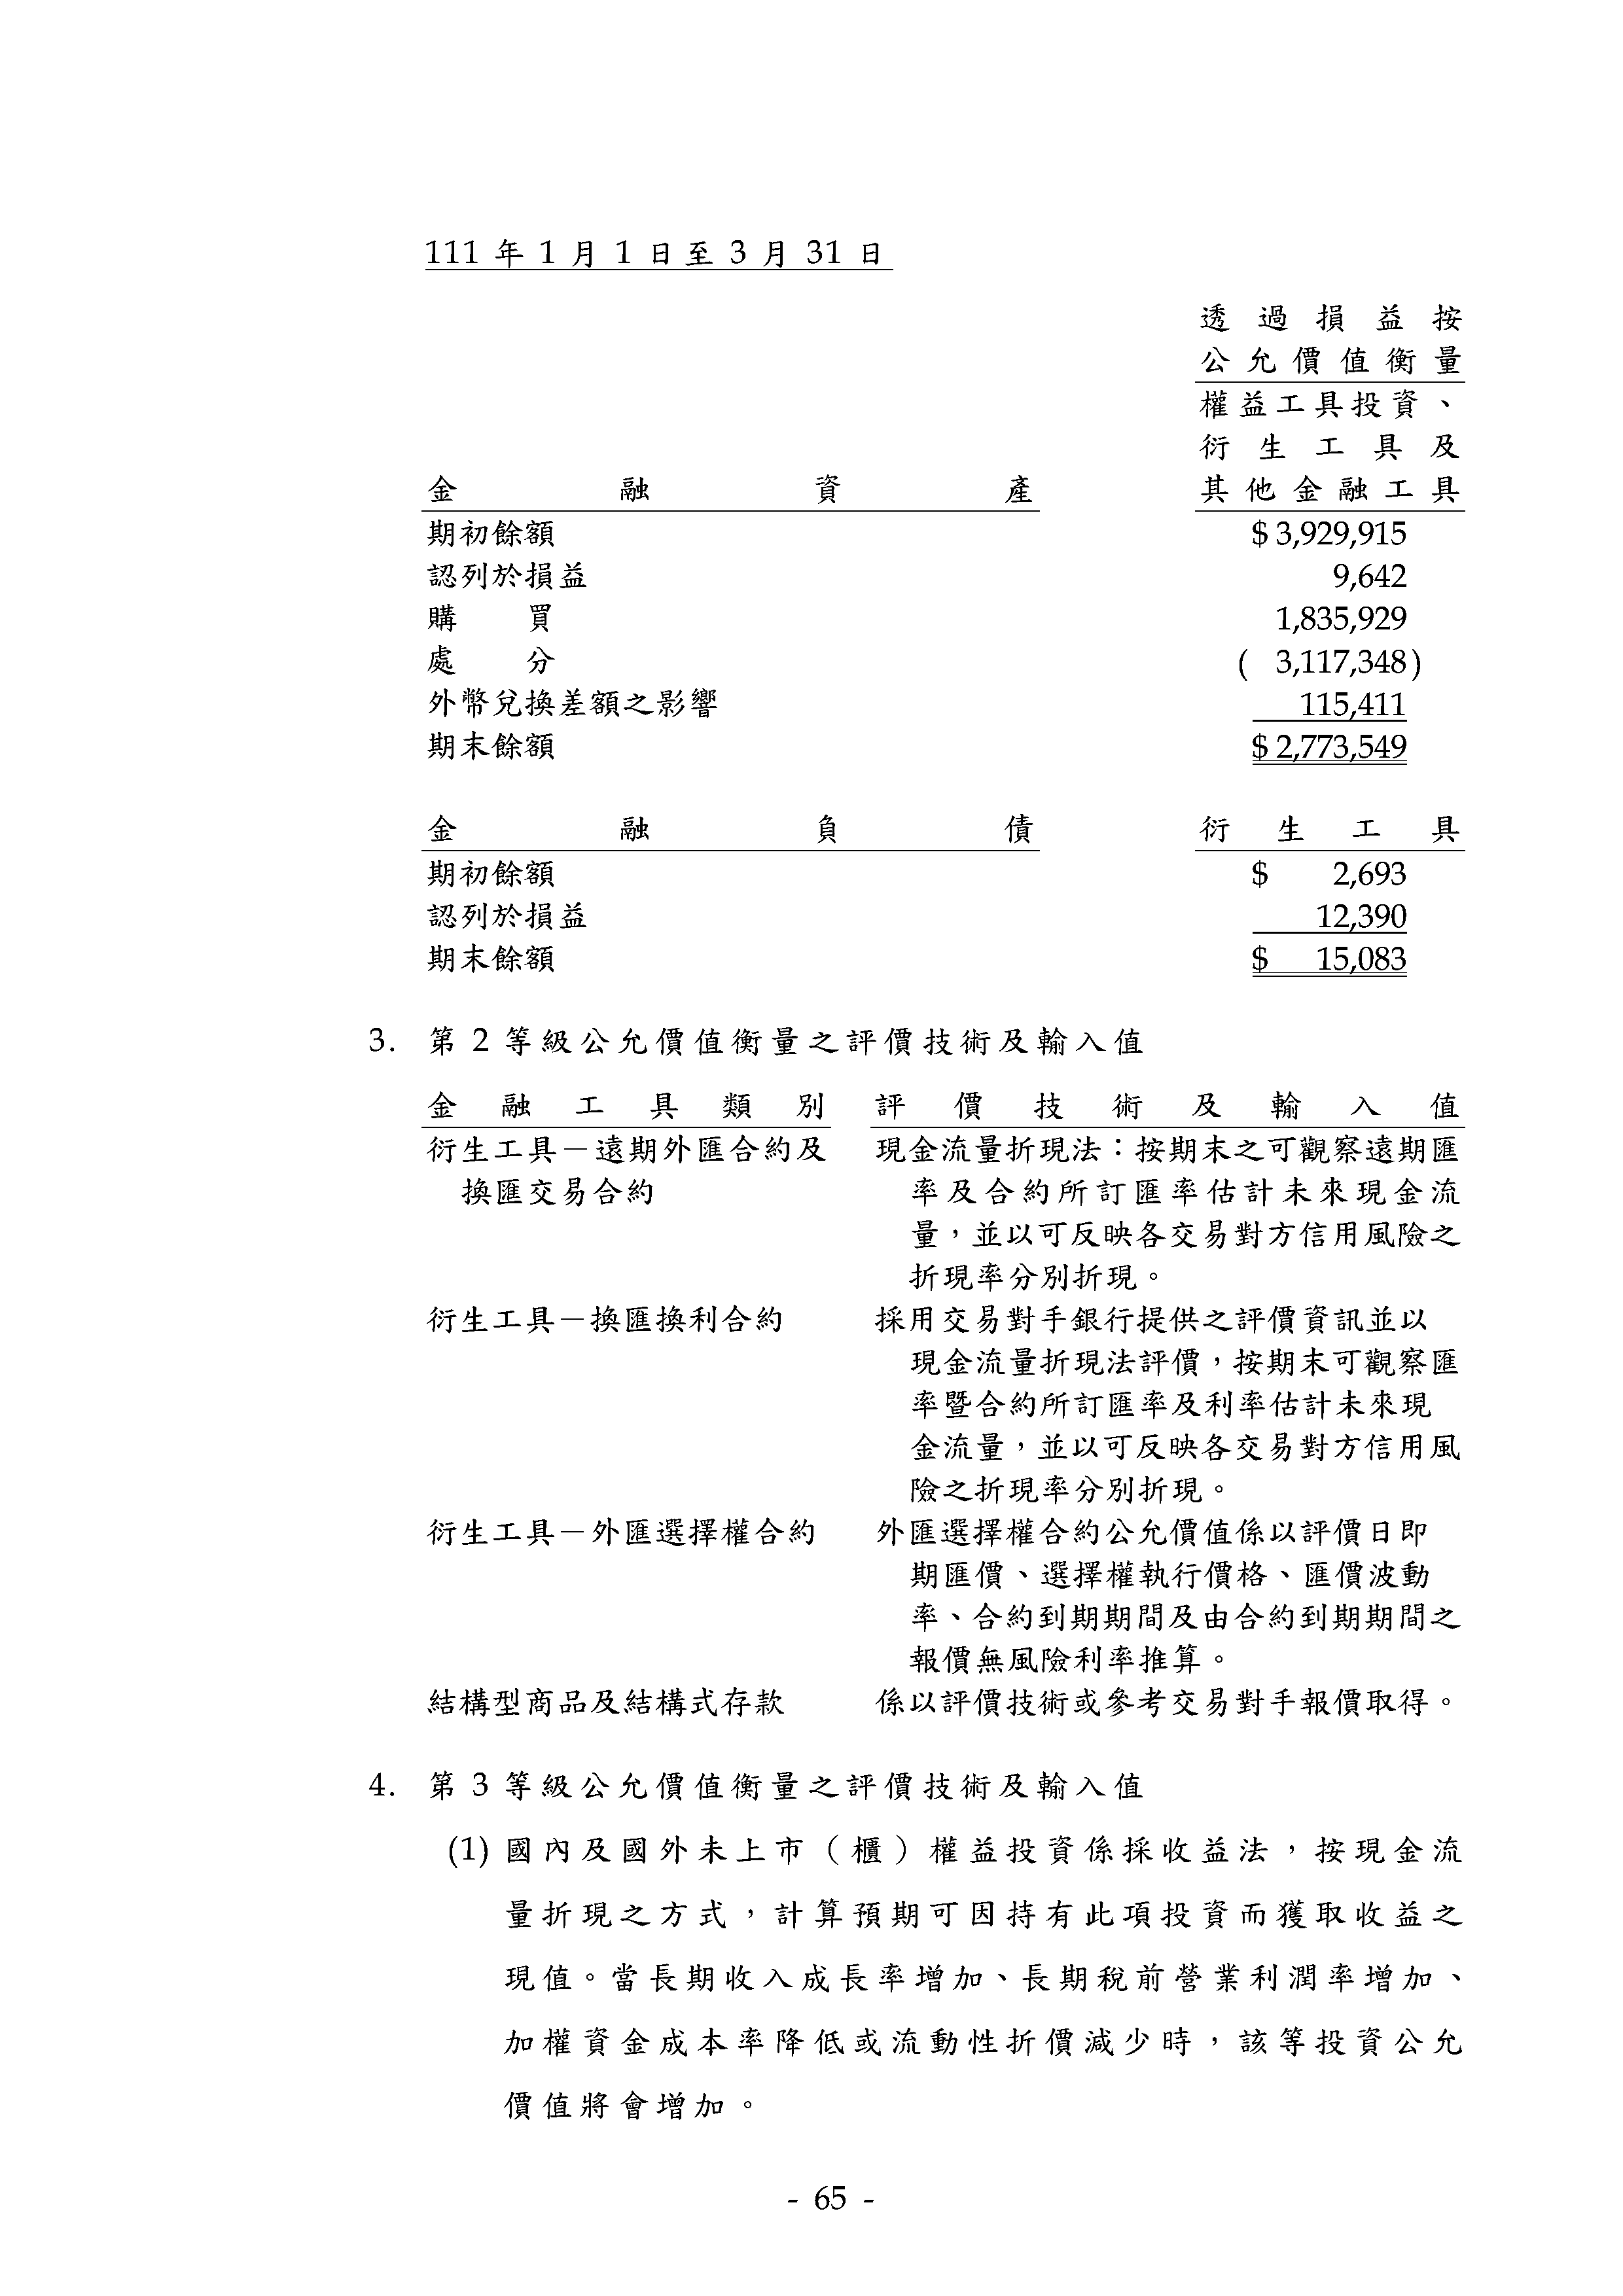 111 年 1 月 1 日至 3 月 31 日
透過損益按
公允價值衡量
權益工具投資、
衍生工具及
金融資產 其他金融工具
期初餘額 $ 3,929,915
認列於損益 9,642
購買 1,835,929
處分 ( 3,117,348)
外幣兌換差額之影響 115,411
期末餘額 $ 2,773,549
金融負債 衍生工具
期初餘額 $ 2,693
認列於損益 12,390
期末餘額 $ 15,083
3. 第 2 等級公允價值衡量之評價技術及輸入值
金融工具類別 評價技術及輸入值
衍生工具－遠期外匯合約及 現金流量折現法：按期末之可觀察遠期匯
換匯交易合約 率及合約所訂匯率估計未來現金流
量，並以可反映各交易對方信用風險之
折現率分別折現。
衍生工具－換匯換利合約 採用交易對手銀行提供之評價資訊並以
現金流量折現法評價，按期末可觀察匯
率暨合約所訂匯率及利率估計未來現
金流量，並以可反映各交易對方信用風
險之折現率分別折現。
衍生工具－外匯選擇權合約 外匯選擇權合約公允價值係以評價日即
期匯價、選擇權執行價格、匯價波動
率、合約到期期間及由合約到期期間之
報價無風險利率推算。
結構型商品及結構式存款 係以評價技術或參考交易對手報價取得。
4. 第 3 等級公允價值衡量之評價技術及輸入值
(1) 國內及國外未上市（櫃）權益投資係採收益法，按現金流
量折現之方式，計算預期可因持有此項投資而獲取收益之
現值。當長期收入成長率增加、長期稅前營業利潤率增加、
加權資金成本率降低或流動性折價減少時，該等投資公允
價值將會增加。
- 65 -